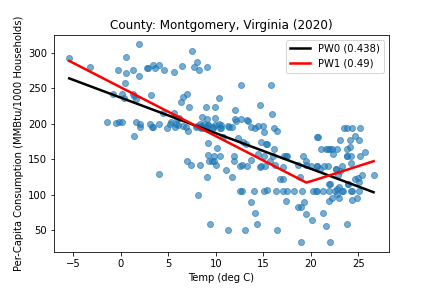 County: Montgomery, Virginia (2020)
PW0 (0.438)
PW1 (0.49)
Per-Capita Consumption (MMBtu/1000 Households)
300
250
200
150
100
50
−5 0 5 10 15 20 25
Temp (deg C)